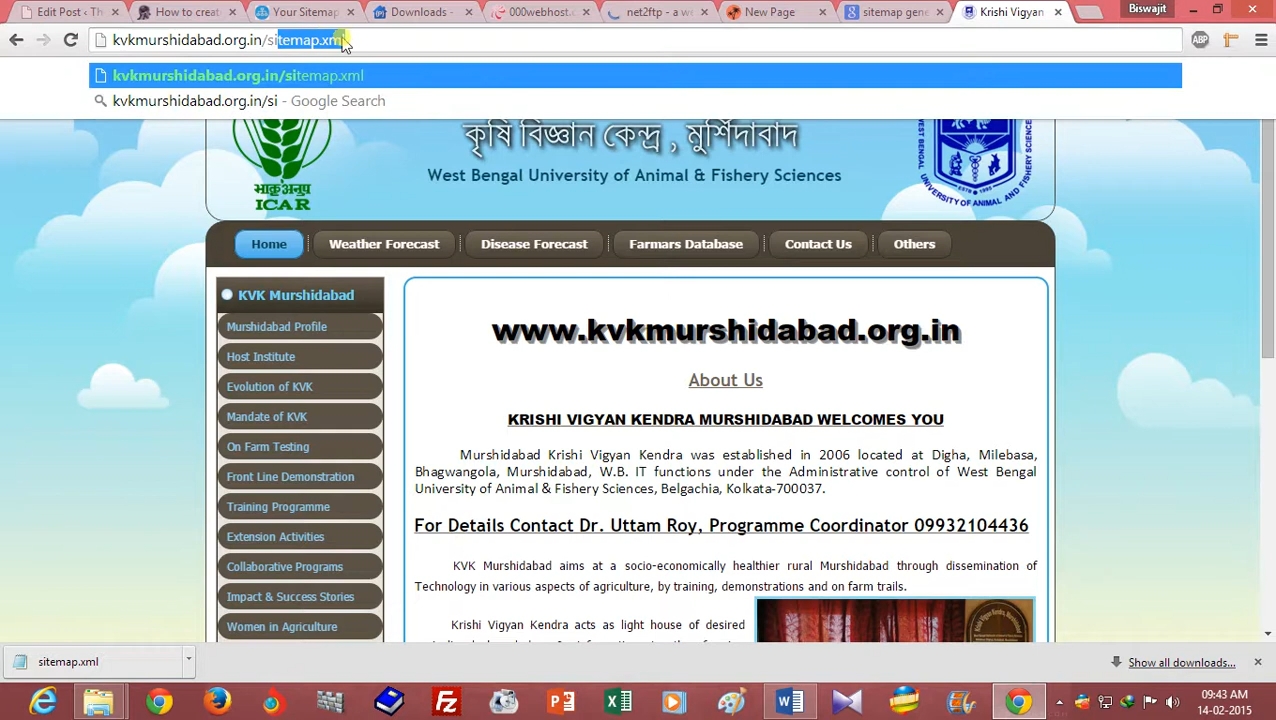 Edit Post ‹ Th
How to creat
Your Sitemap
Downloads -
000webhost.c
net2ftp - a w
New Page
sitemap gene
Krishi Vigyan
Biswajit
kvkmurshidabad.org.in/sitemap.xml
ABP
kvkmurshidabad.org.in/sitemap.xml
kvkmurshidabad.org.in/si - Google Search
কৃষি বিজ্ঞান কেন্দ্র , মুর্শিদাবাদ
West Bengal University of Animal & Fishery Sciences
भाकृअनुप
ICAR
Home
Weather Forecast
Disease Forecast
Farmars Database
Contact Us
Others
KVK Murshidabad
Murshidabad Profile
Host Institute
Evolution of KVK
Mandate of KVK
On Farm Testing
Front Line Demonstration
Training Programme
Extension Activities
Collaborative Programs
Impact & Success Stories
Women in Agriculture
www.kvkmurshidabad.org.in
About Us
KRISHI VIGYAN KENDRA MURSHIDABAD WELCOMES YOU
Murshidabad Krishi Vigyan Kendra was established in 2006 located at Digha, Milebasa,
Bhagwangola, Murshidabad, W.B. IT functions under the Administrative control of West Bengal
University of Animal & Fishery Sciences, Belgachia, Kolkata-700037.
For Details Contact Dr. Uttam Roy, Programme Coordinator 09932104436
KVK Murshidabad aims at a socio-economically healthier rural Murshidabad through dissemination of
Technology in various aspects of agriculture, by training, demonstrations and on farm trails.
Krishi Vigyan Kendra acts as light house of desired
sitemap.xml
Show all downloads...
09:43 AM
14-02-2015